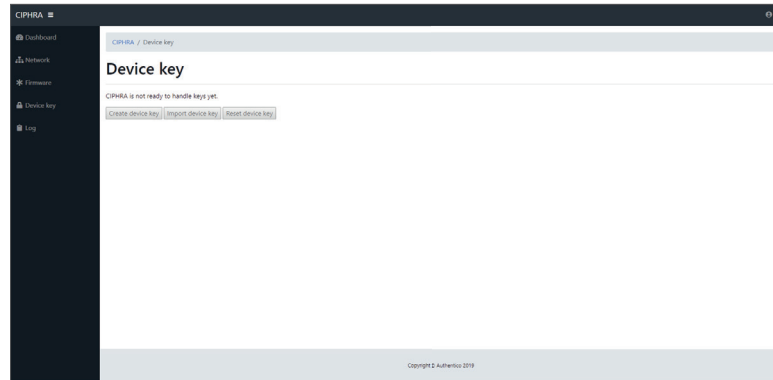 CIPHRA
Dashboard
Network
Firmware
Device key
Log
CIPHRA / Device key
Device key
CIPHRA is not ready to handle keys yet.
Create device key Import device key Reset device key
Copyright Authentico 2019